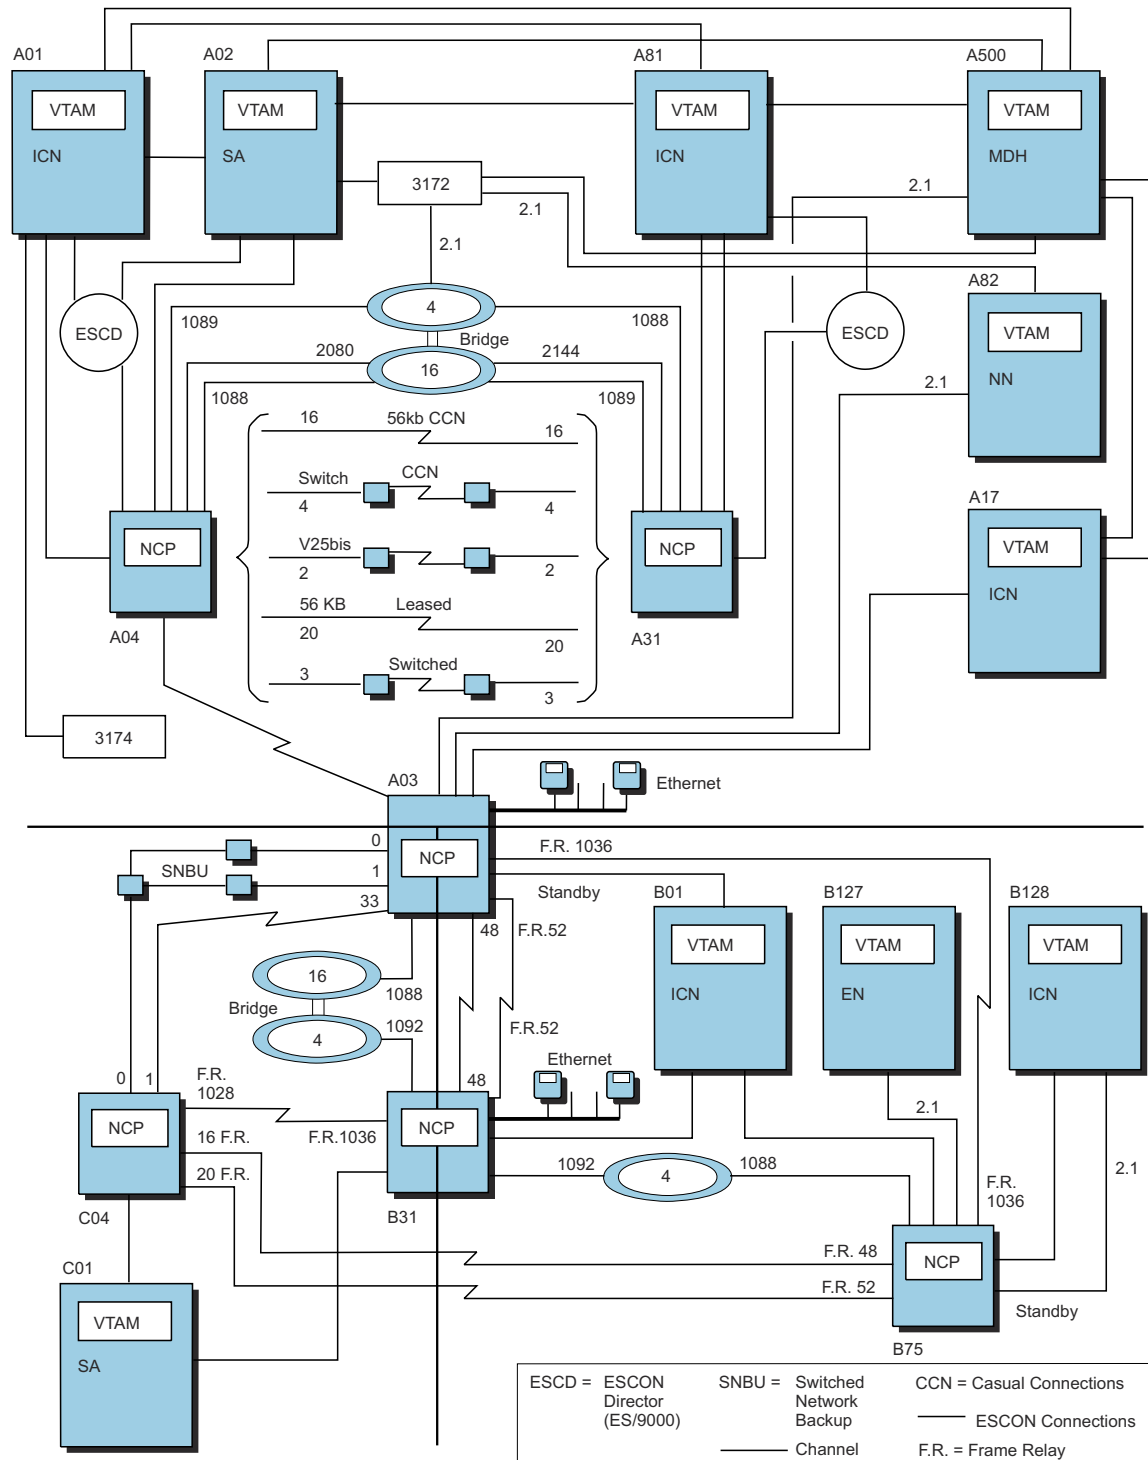 A01
A02
A81
A500
VTAM
VTAM
VTAM
VTAM
ICN
SA
ICN
MDH
3172
2.1
2.1
2.1
A82
ESCD
1089
4
1088
ESCD
VTAM
Bridge
2080
2144
NN
16
2.1
1088
1089
16
56kb CCN
16
Switch
CCN
4
4
A17
NCP
V25bis
NCP
VTAM
2
2
56 KB
Leased
ICN
A04
20
20
A31
3
Switched
3
3174
A03
Ethernet
0
NCP
F.R. 1036
SNBU
1
Standby
B01
B127
B128
33
48
F.R.52
VTAM
VTAM
VTAM
16
1088
ICN
EN
ICN
Bridge
1092
F.R.52
4
Ethernet
0
1
F.R.
1028
48
2.1
NCP
F.R.1036
NCP
16 F.R.
20 F.R.
1092
4
1088
2.1
F.R.
1036
C04
B31
F.R. 48
NCP
C01
F.R. 52
VTAM
Standby
SA
B75
ESCD = ESCON
Director
(ES/9000)
SNBU = Switched
Network
Backup
Channel
CCN = Casual Connections
ESCON Connections
F.R. = Frame Relay